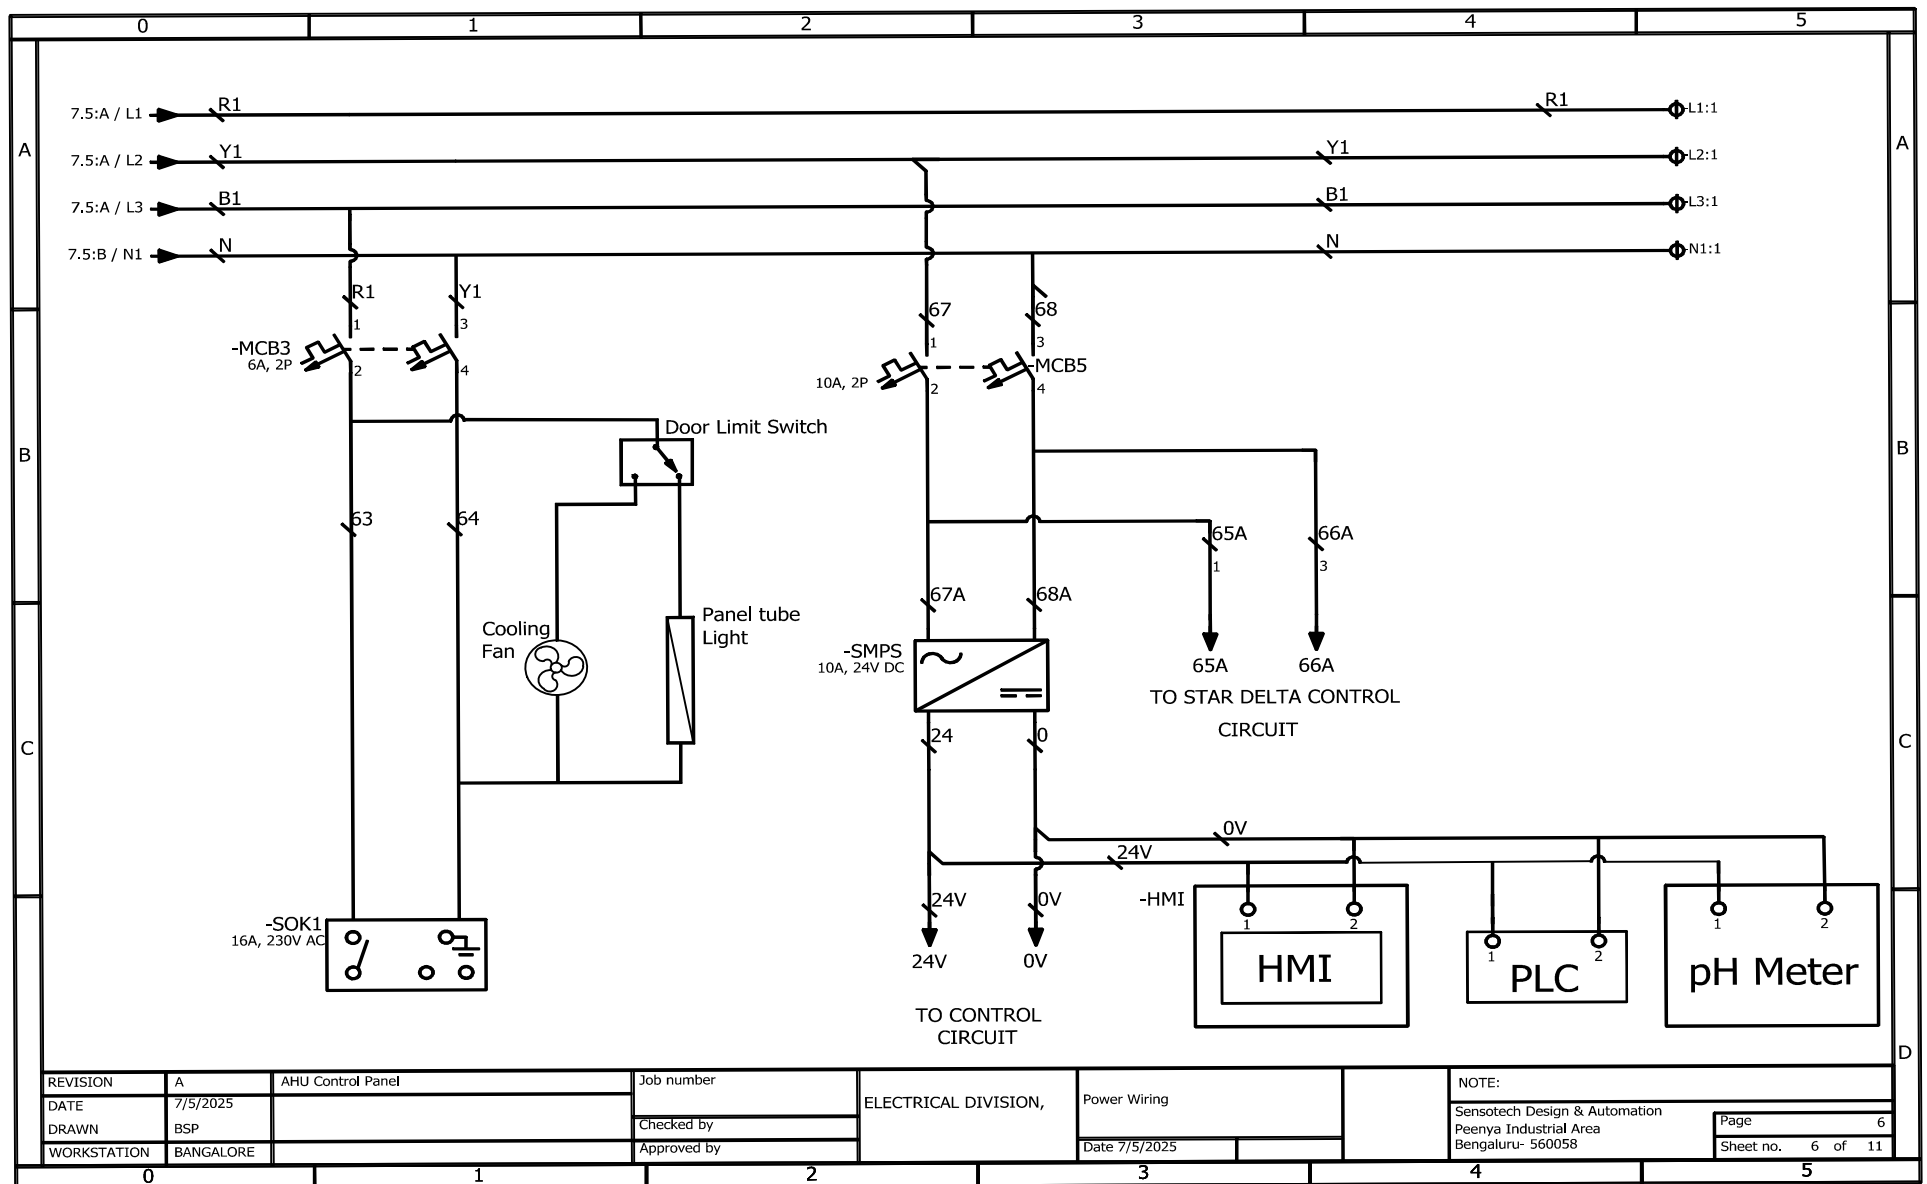 0 1 2 3 4 5
A A
B B
C C
D
7.5:A / L1 R1 R1 -L1:1
7.5:A / L2 Y1 Y1 -L2:1
7.5:A / L3 B1 B1 -L3:1
7.5:B / N1 N N -N1:1
R1 Y1
1 3
-MCB3
6A, 2P
2 4
67 68
1 3
-MCB5
10A, 2P
2 4
Door Limit Switch
63 64
65A 66A
1 3
67A 68A
Cooling
Fan
Panel tube
Light
-SMPS
10A, 24V DC
65A 66A
TO STAR DELTA CONTROL
CIRCUIT
24 0
0V
24V
24V 0V
24V 0V
TO CONTROL
CIRCUIT
-SOK1
16A, 230V AC
-HMI
1 2
HMI
1 2
PLC
1 2
pH Meter
REVISION A AHU Control Panel
DATE 7/5/2025
DRAWN BSP
WORKSTATION BANGALORE
Job number
Checked by
Approved by
ELECTRICAL DIVISION,
Power Wiring
Date 7/5/2025
NOTE:
Sensotech Design & Automation
Peenya Industrial Area
Bengaluru- 560058
Page 6
Sheet no. 6 of 11
0 1 2 3 4 5